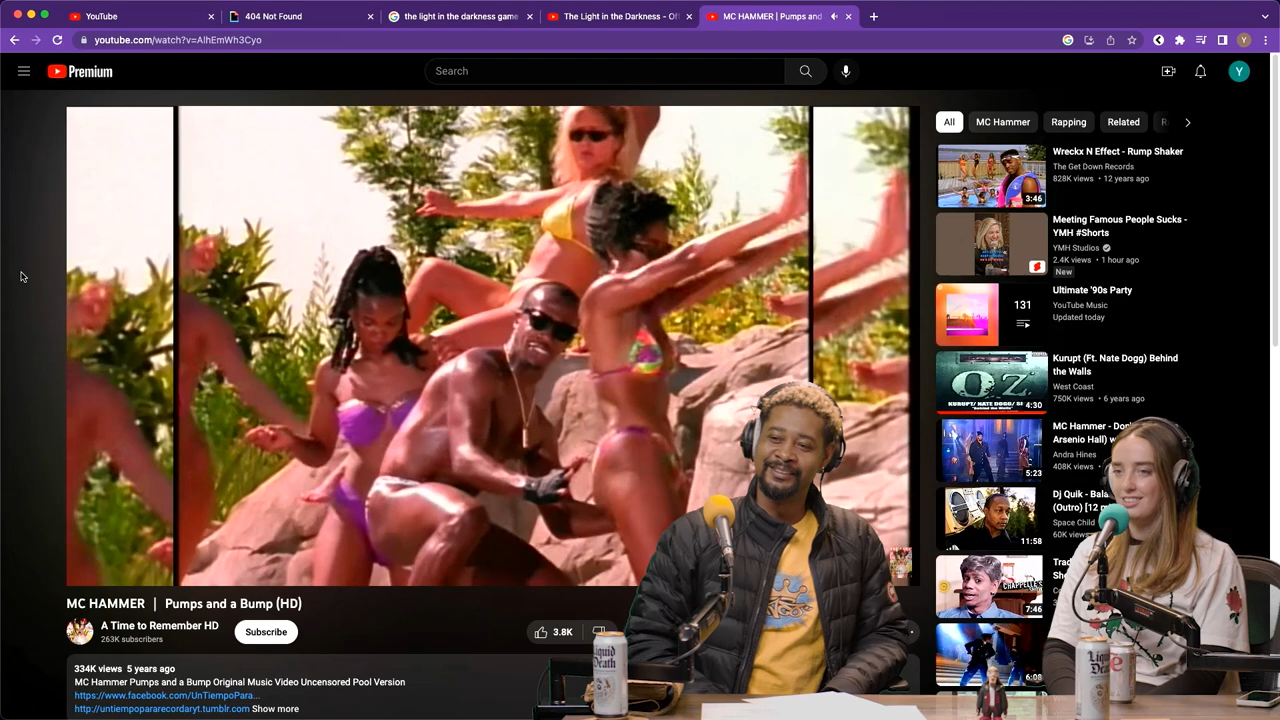 YouTube
404 Not Found
the light in the darkness game
The Light in the Darkness - Of
MC HAMMER | Pumps and
youtube.com/watch?v=AlhEmWh3Cyo
Y
Premium
Search
Y
All
MC Hammer
Rapping
Related
3:46
Wreckx N Effect - Rump Shaker
The Get Down Records
828K views • 12 years ago
Meeting Famous People Sucks -
YMH #Shorts
YMH Studios
2.4K views • 1 hour ago
New
131
Ultimate '90s Party
YouTube Music
Updated today
OZ
4:30
Kurupt (Ft. Nate Dogg) Behind
the Walls
West Coast
750K views • 6 years ago
5:23
MC Hammer - Don'
Arsenio Hall) w
Andra Hines
408K views
11:58
Dj Quik - Bala
(Outro) [12 m
Space Child
60K views
CHAPPELLE'S
7:46
6:08
MC HAMMER | Pumps and a Bump (HD)
A Time to Remember HD
263K subscribers
Subscribe
3.8K
334K views 5 years ago
MC Hammer Pumps and a Bump Original Music Video Uncensored Pool Version
https://www.facebook.com/UnTiempoPara...
http://untiempopararecordaryt.tumblr.com Show more
Liquid
Death